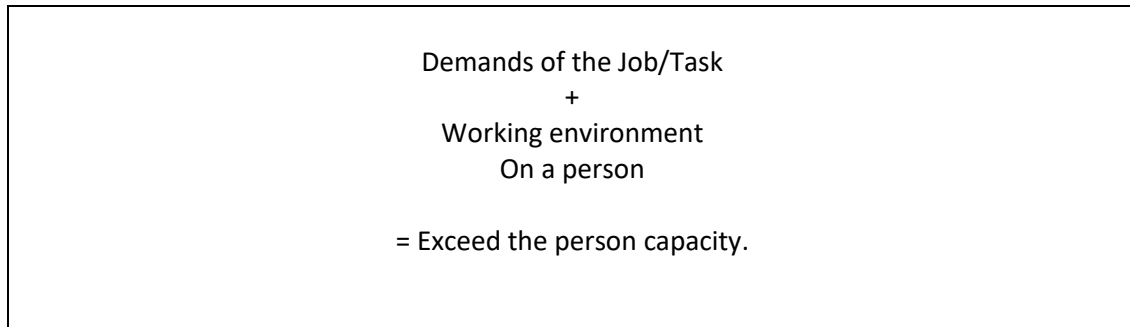 Demands of the Job/Task
+
Working environment
On a person
= Exceed the person capacity.